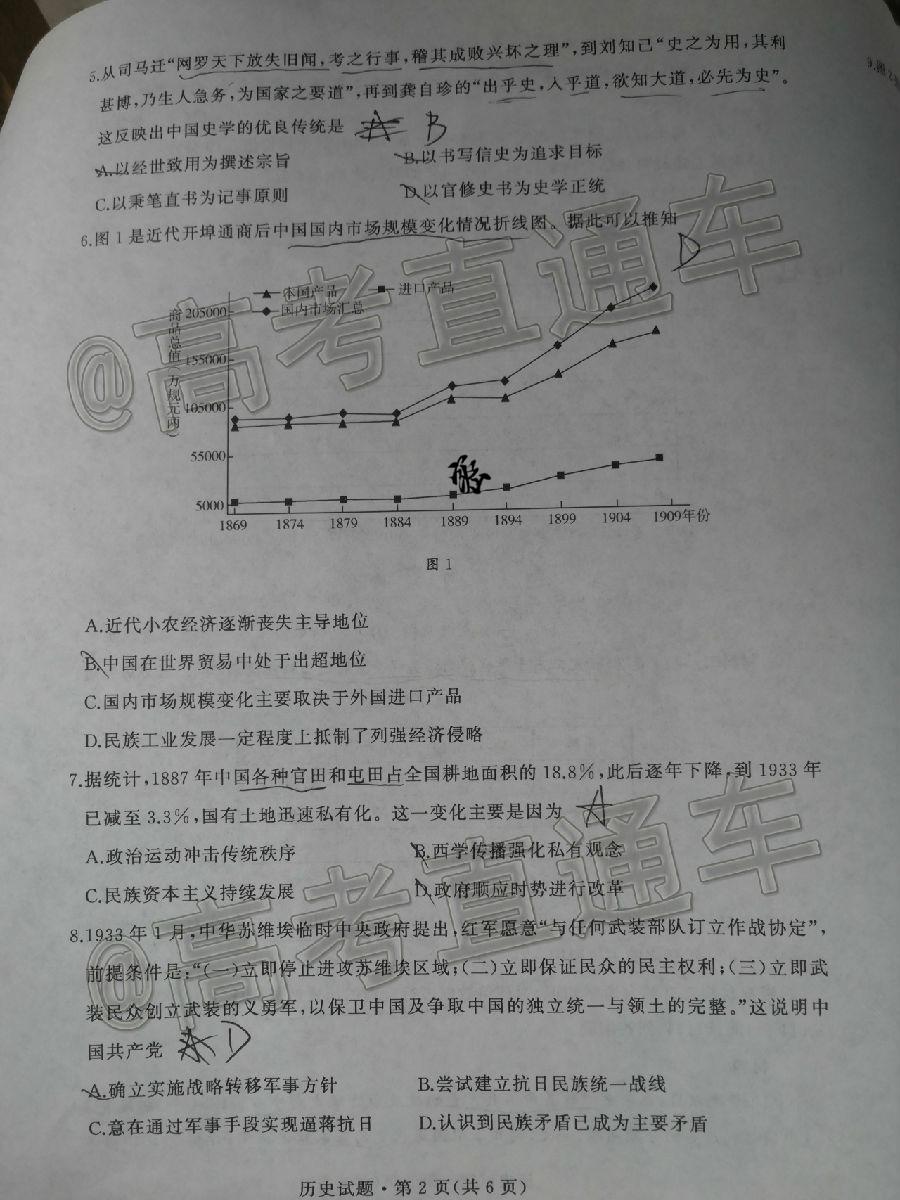 5.从司马迁“网罗天下放失旧闻,考之行事,稽其成败兴坏之理”,到刘知己“史之为用,其利
甚博,乃生人急务,为国家之要道”,再到龚自珍的“出乎史,入乎道,欲知大道,必先为史”。
这反映出中国史学的优良传统是 A B
A.以经世致用为撰述宗旨 B.以书写信史为追求目标
C.以秉笔直书为记事原则 D.以官修史书为史学正统
6.图1是近代开埠通商后中国国内市场规模变化情况折线图。据此可以推知
D
本国产品 进口产品
国内市场汇总
商品总值(万规元两)
205000
155000
105000
55000
5000
1869 1874 1879 1884 1889 1894 1899 1904 1909年份
图1
A.近代小农经济逐渐丧失主导地位
B.中国在世界贸易中处于出超地位
C.国内市场规模变化主要取决于外国进口产品
D.民族工业发展一定程度上抵制了列强经济侵略
7.据统计,1887年中国各种官田和屯田占全国耕地面积的18.8%,此后逐年下降,到1933年
已减至3.3%,国有土地迅速私有化。这一变化主要是因为 A
A.政治运动冲击传统秩序 B.西学传播强化私有观念
C.民族资本主义持续发展 D.政府顺应时势进行改革
8.1933年1月,中华苏维埃临时中央政府提出,红军愿意“与任何武装部队订立作战协定”,
前提条件是:“(一)立即停止进攻苏维埃区域;(二)立即保证民众的民主权利;(三)立即武
装民众创立武装的义勇军,以保卫中国及争取中国的独立统一与领土的完整。”这说明中
国共产党 A D
A.确立实施战略转移军事方针 B.尝试建立抗日民族统一战线
C.意在通过军事手段实现逼蒋抗日 D.认识到民族矛盾已成为主要矛盾
历史试题·第2页(共6页)
9.图2
@高考直通车
@高考直通车